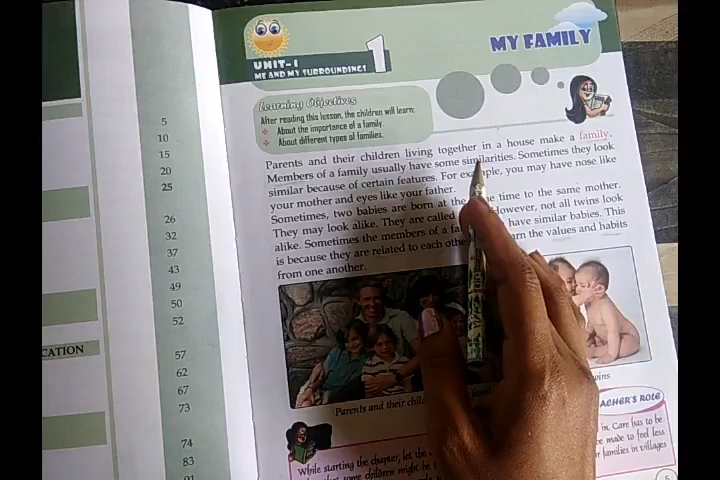 5
10
15
20
25
26
32
37
43
49
50
52
CATION
57
62
67
73
74
83
91
UNIT-1
ME AND MY SURROUNDINGS
1
MY FAMILY
Learning Objectives
After reading this lesson, the children will learn;
About the importance of a family.
About different types of families.
Parents and their children living together in a house make a family.
Members of a family usually have some similarities. Sometimes they look
similar because of certain features. For example, you may have nose like
your mother and eyes like your father.
Sometimes, two babies are born at the time to the same mother.
They may look alike. They are called However, not all twins look
alike. Sometimes the members of a have similar babies. This
is because they are related to each the values and habits
from one another.
Parents and their
TEACHER'S ROLE
While starting the chapter, let the
some children might be
in. Care has to be
be made to feel less
families in villages
5